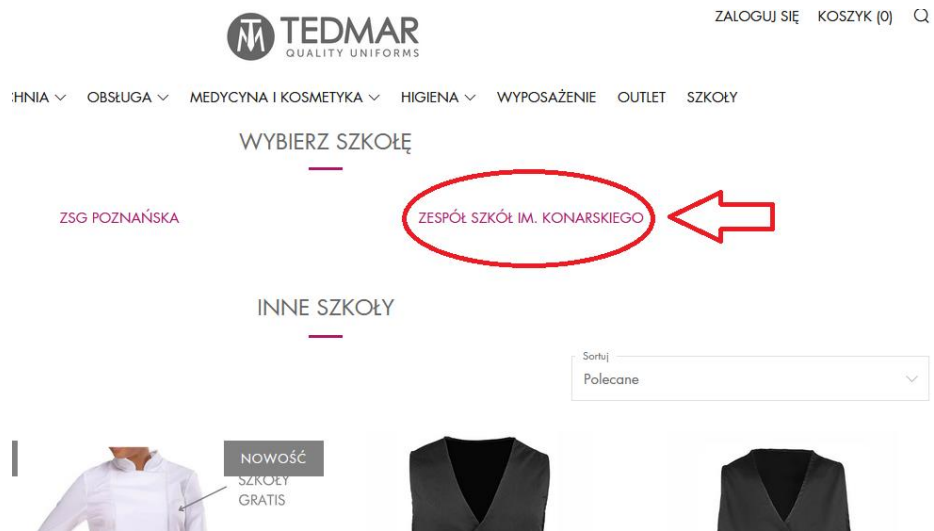 TEDMAR
QUALITY UNIFORMS
ZALOGUJ SIĘ KOSZYK (0)
OBSŁUGA MEDYCYNA I KOSMETYKA HIGIENA WYPOSAŻENIE OUTLET SZKOŁY
WYBIERZ SZKOŁĘ
ZSG POZNAŃSKA ZESPÓŁ SZKÓŁ IM. KONARSKIEGO
INNE SZKOŁY
Sortuj
Polecane
NOWOŚĆ
SZKOŁY
GRATIS